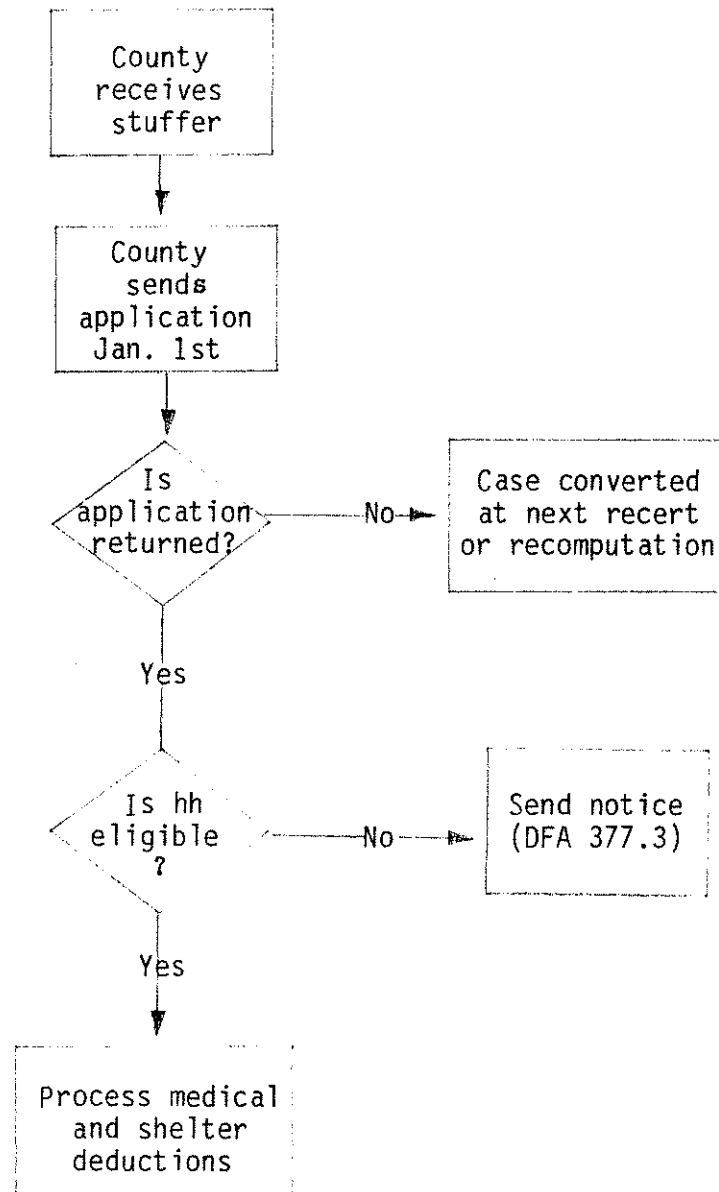 County
receives
stuffer
County
sends
application
Jan. 1st
Is
application
returned?
No
Case converted
at next recert
or recomputation
Yes
Is hh
eligible
?
No
Send notice
(DFA 377.3)
Yes
Process medical
and shelter
deductions